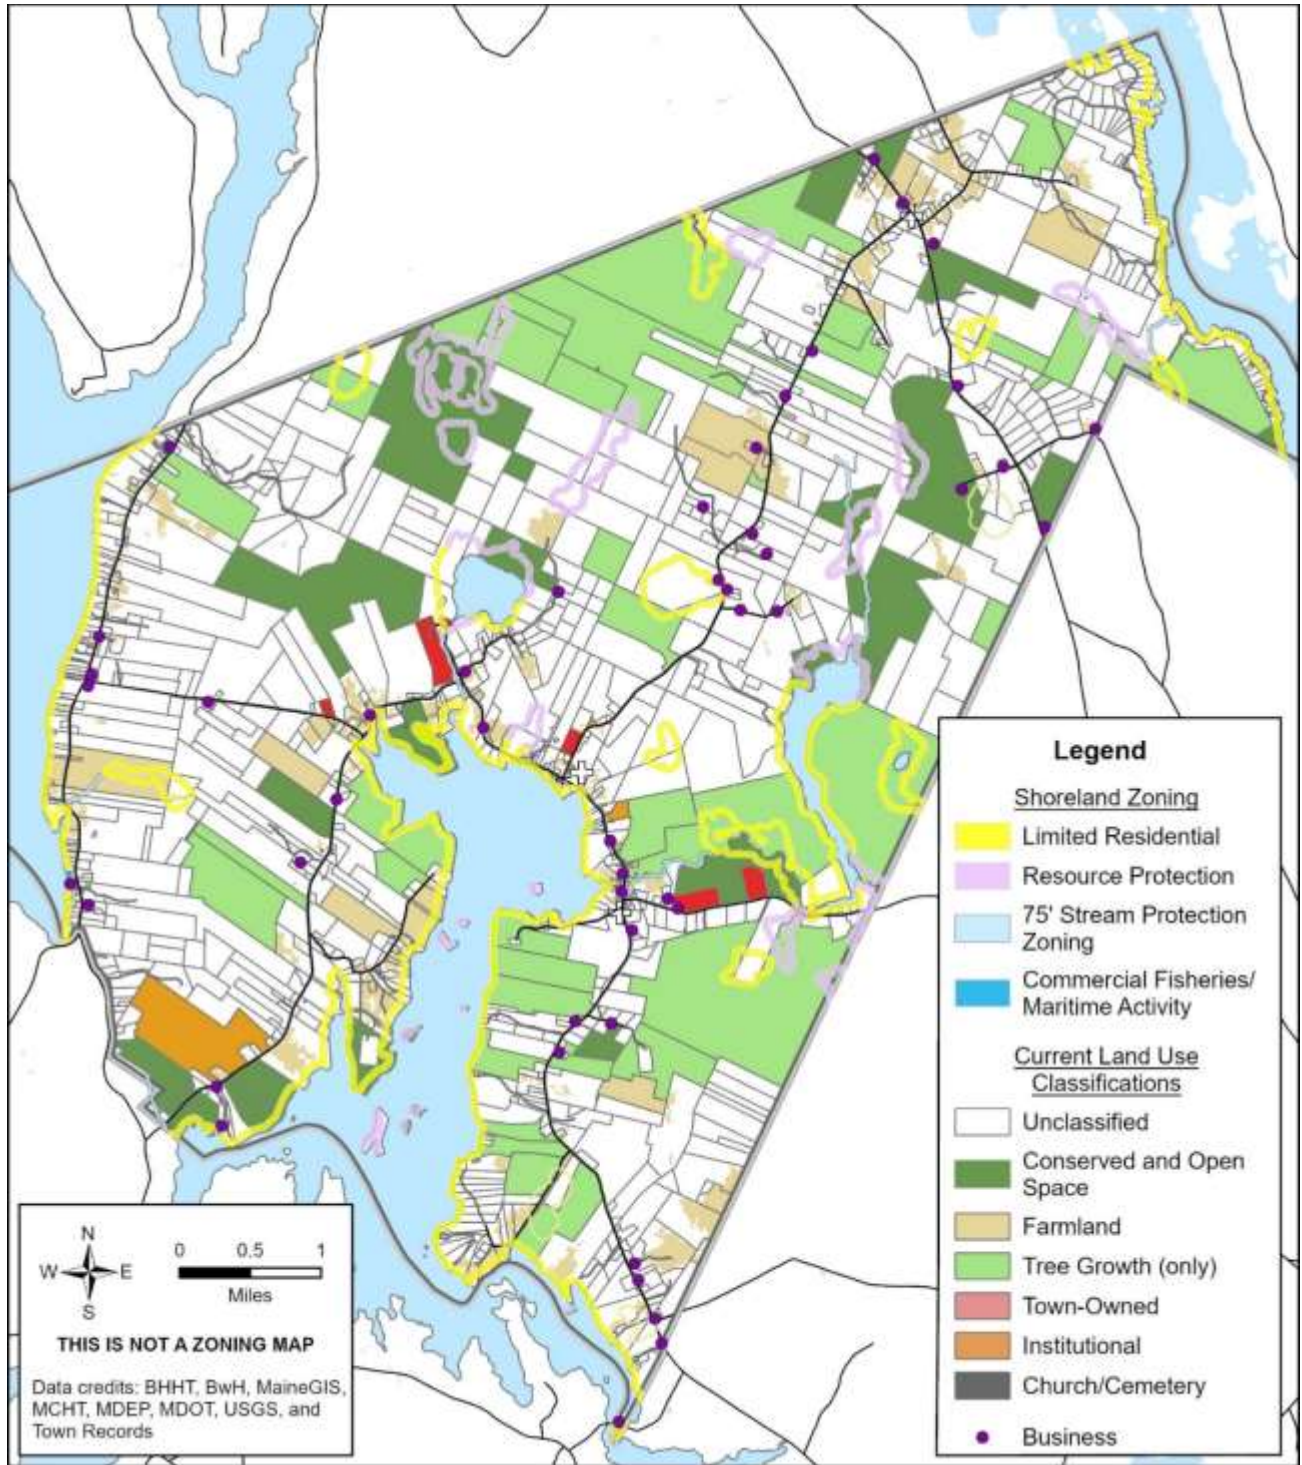 Legend
Shoreland Zoning
Limited Residential
Resource Protection
75' Stream Protection
Zoning
Commercial Fisheries/
Maritime Activity
Current Land Use
Classifications
Unclassified
Conserved and Open
Space
Farmland
Tree Growth (only)
Town-Owned
Institutional
Church/Cemetery
Business
N
W E
S
0 0.5 1
Miles
THIS IS NOT A ZONING MAP
Data credits: BHHT, BwH, MaineGIS,
MCHT, MDEP, MDOT, USGS, and
Town Records